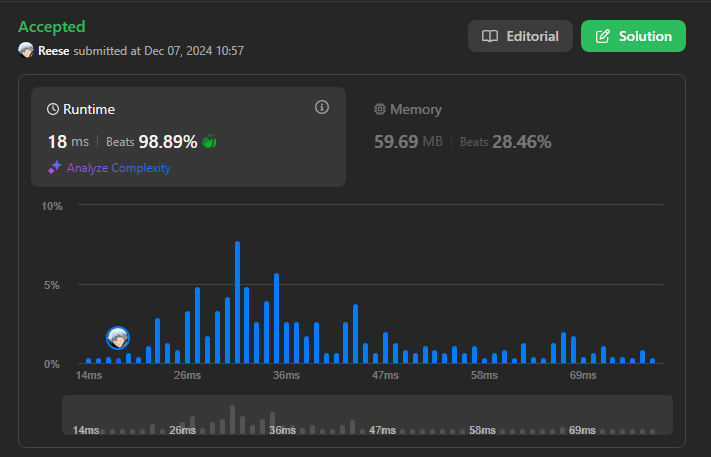 Accepted
Reese submitted at Dec 07, 2024 10:57
Editorial
Solution
Runtime
18 ms | Beats 98.89%
Analyze Complexity
Memory
59.69 MB | Beats 28.46%
10%
5%
0%
14ms 26ms 36ms 47ms 58ms 69ms
14ms 26ms 36ms 47ms 58ms 69ms